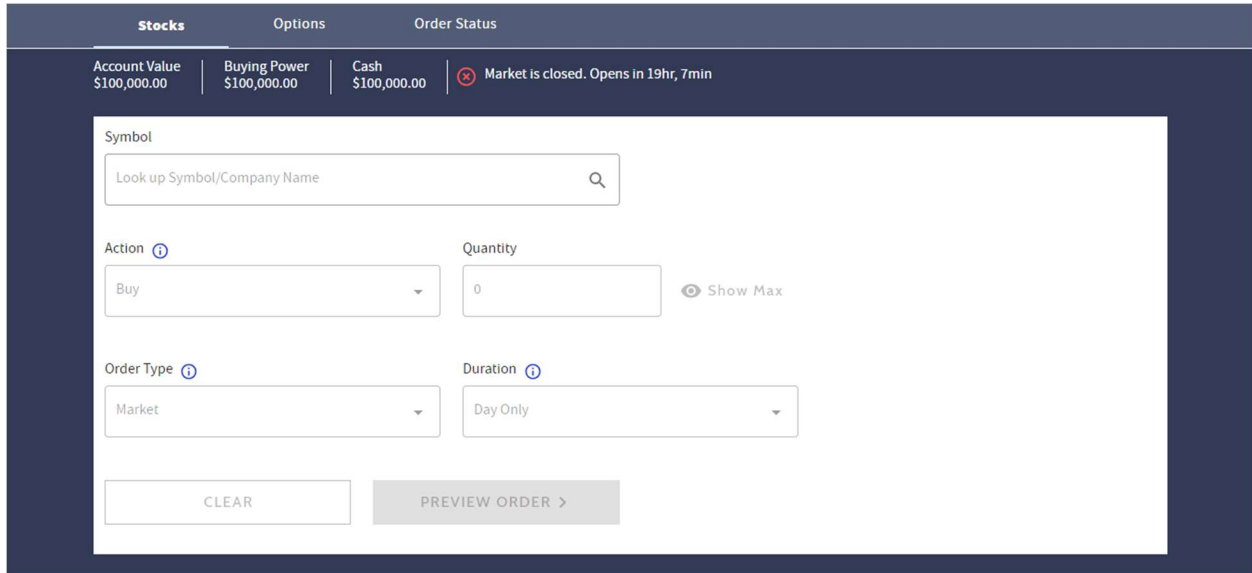 Stocks Options Order Status
Account Value Buying Power Cash
$100,000.00 $100,000.00 $100,000.00
Market is closed. Opens in 19hr, 7min
Symbol
Look up Symbol/Company Name
Action Quantity
Buy 0 Show Max
Order Type Duration
Market Day Only
CLEAR PREVIEW ORDER >